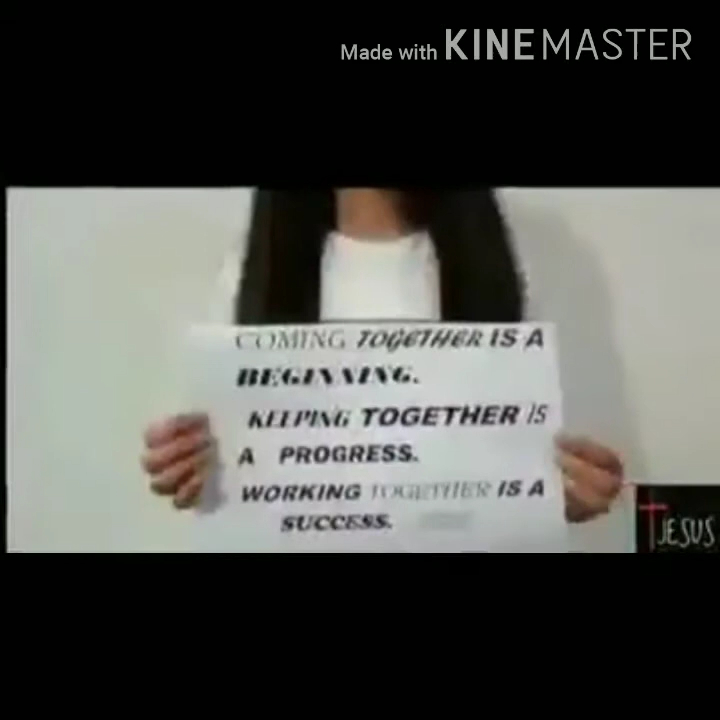 Made with KINEMASTER
COMING TOGETHER IS A
BEGINNING.
KEEPING TOGETHER IS
A PROGRESS.
WORKING TOGETHER IS A
SUCCESS.
JESUS